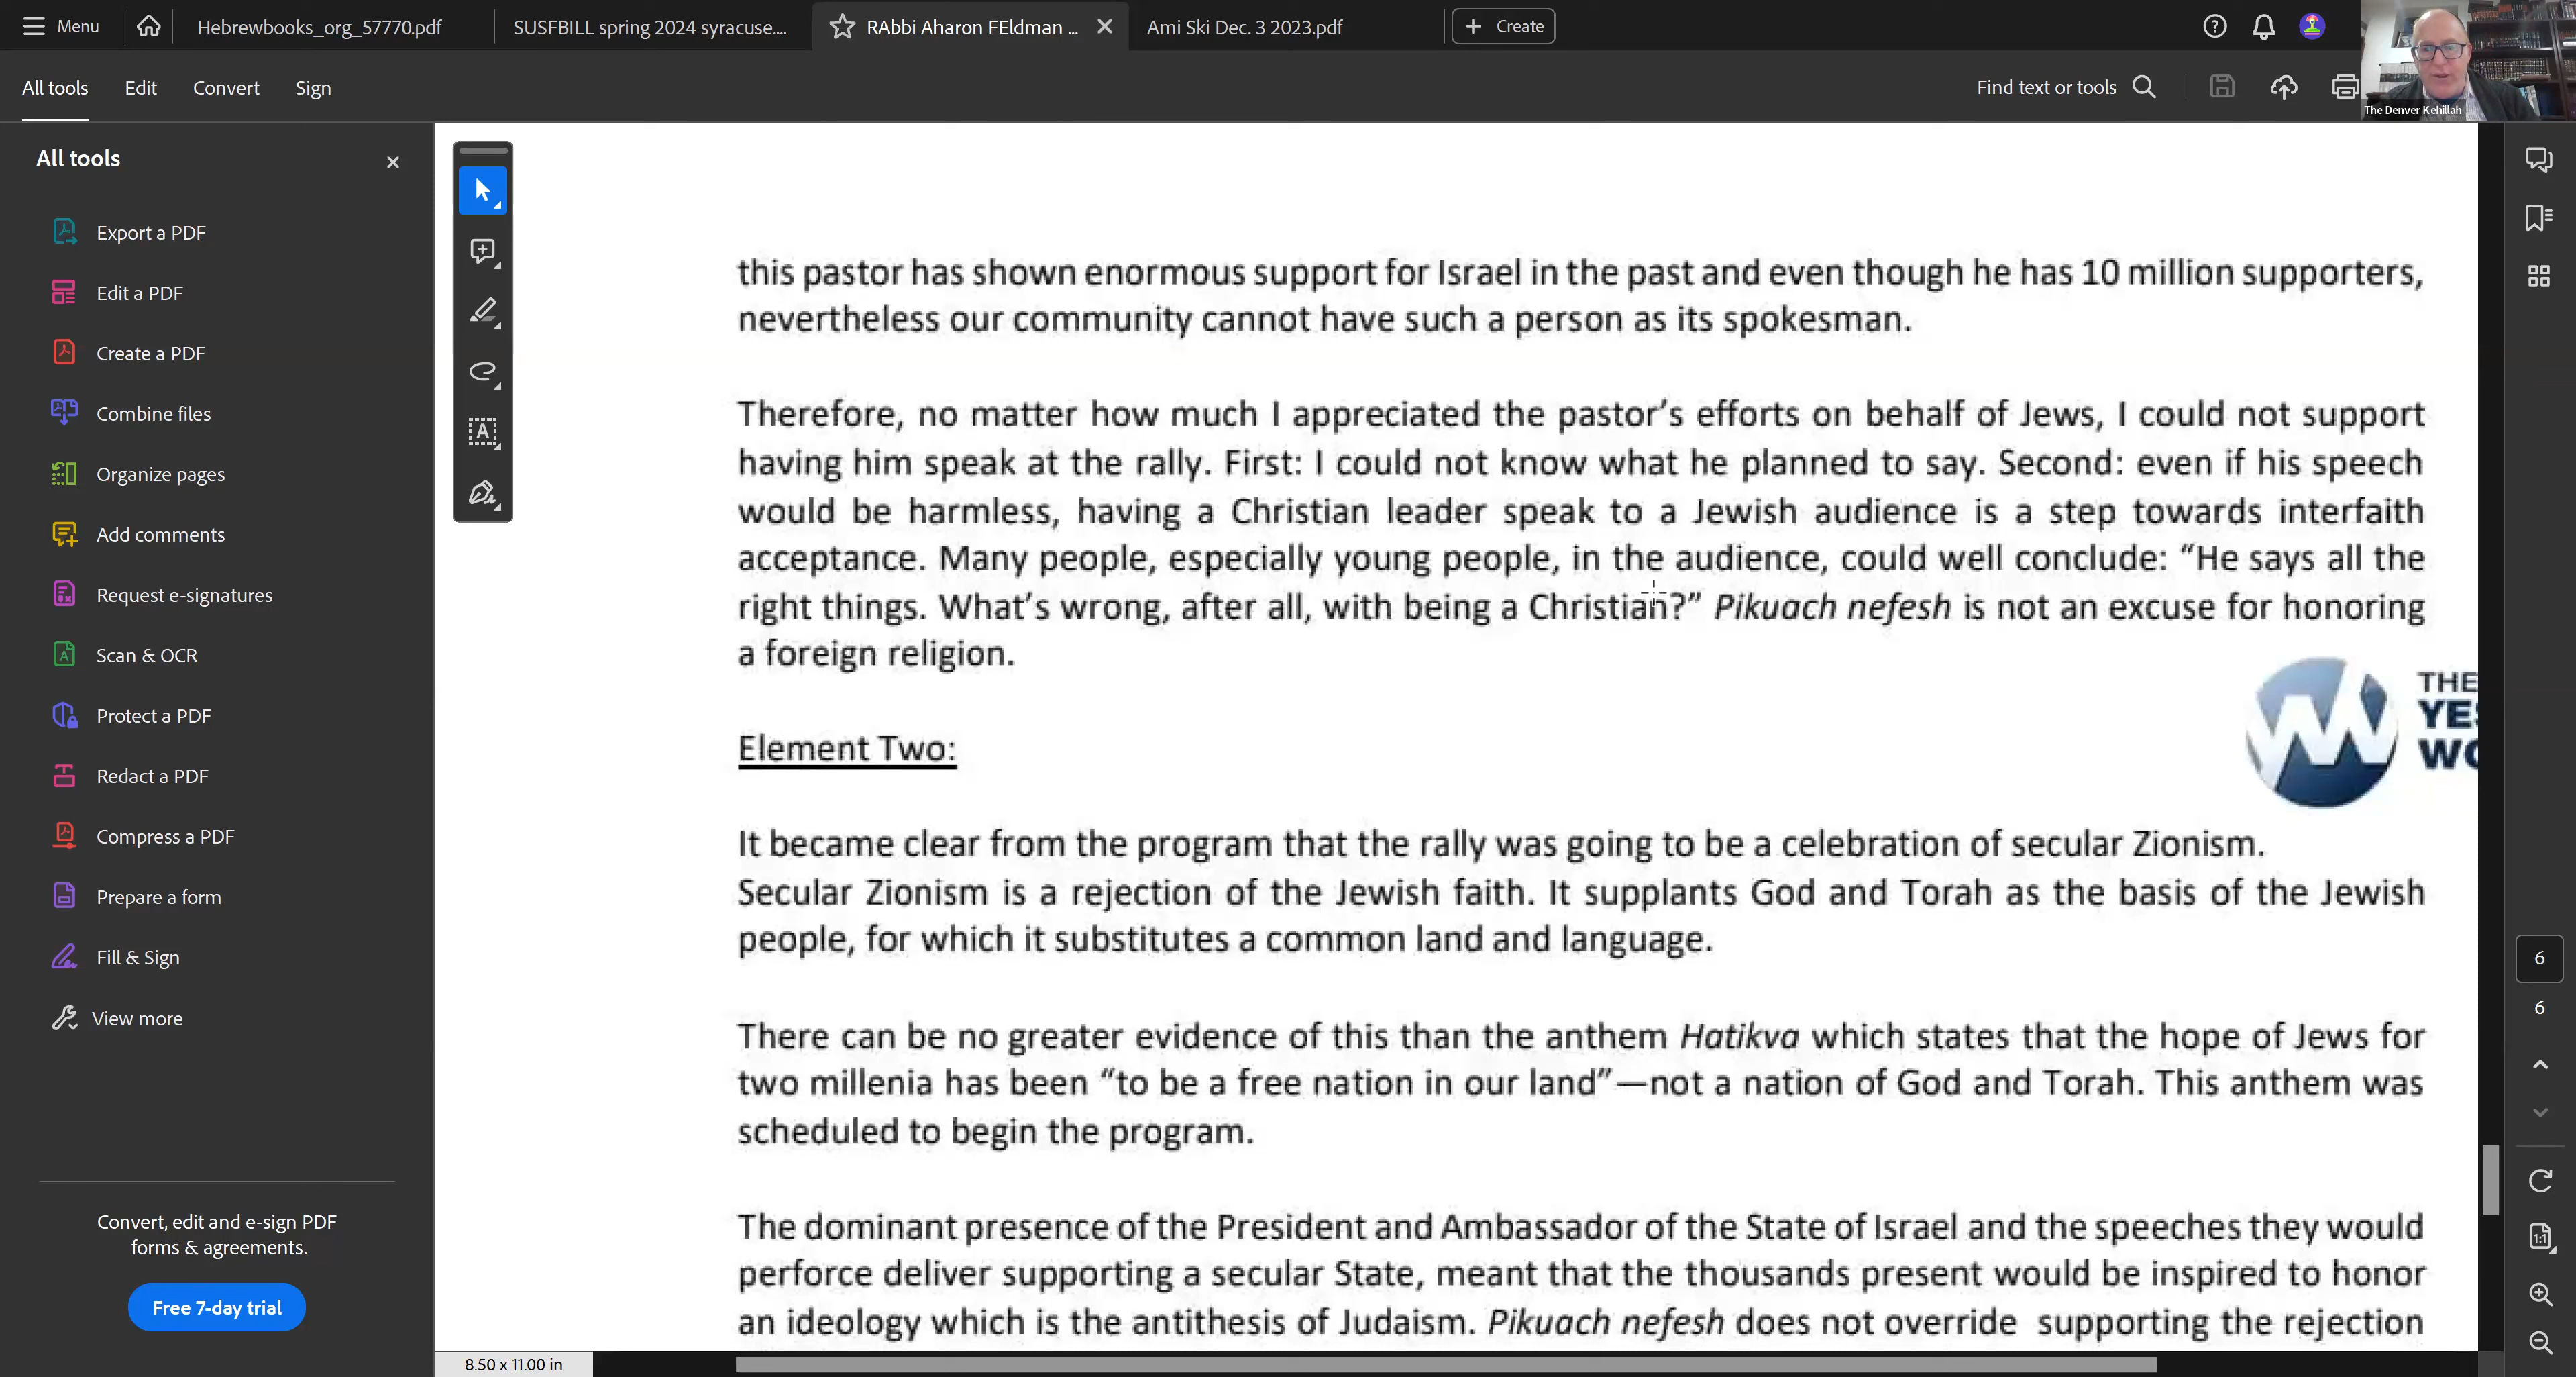 Menu
Hebrewbooks_org_57770.pdf
SUSFBILL spring 2024 syracuse....
RAbbi Aharon FEldman ...
Ami Ski Dec. 3 2023.pdf
+ Create
All tools
Edit
Convert
Sign
Find text or tools
The Denver Kehillah
All tools
Export a PDF
Edit a PDF
Create a PDF
Combine files
Organize pages
Add comments
Request e-signatures
Scan & OCR
Protect a PDF
Redact a PDF
Compress a PDF
Prepare a form
Fill & Sign
View more
Convert, edit and e-sign PDF
forms & agreements.
Free 7-day trial
this pastor has shown enormous support for Israel in the past and even though he has 10 million supporters,
nevertheless our community cannot have such a person as its spokesman.
Therefore, no matter how much I appreciated the pastor's efforts on behalf of Jews, I could not support
having him speak at the rally. First: I could not know what he planned to say. Second: even if his speech
would be harmless, having a Christian leader speak to a Jewish audience is a step towards interfaith
acceptance. Many people, especially young people, in the audience, could well conclude: “He says all the
right things. What's wrong, after all, with being a Christian?” Pikuach nefesh is not an excuse for honoring
a foreign religion.
THE
YES
WO
Element Two:
It became clear from the program that the rally was going to be a celebration of secular Zionism.
Secular Zionism is a rejection of the Jewish faith. It supplants God and Torah as the basis of the Jewish
people, for which it substitutes a common land and language.
There can be no greater evidence of this than the anthem Hatikva which states that the hope of Jews for
two millenia has been “to be a free nation in our land”—not a nation of God and Torah. This anthem was
scheduled to begin the program.
The dominant presence of the President and Ambassador of the State of Israel and the speeches they would
perforce deliver supporting a secular State, meant that the thousands present would be inspired to honor
an ideology which is the antithesis of Judaism. Pikuach nefesh does not override supporting the rejection
8.50 x 11.00 in
6
6
1:1